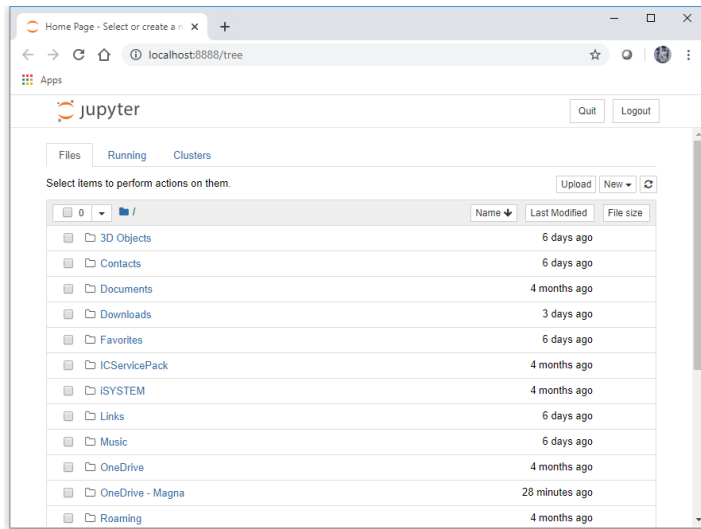 Home Page - Select or create a n
localhost:8888/tree
Apps
jupyter
Quit
Logout
Files
Running
Clusters
Select items to perform actions on them.
Upload
New
0
/
Name
Last Modified
File size
3D Objects
6 days ago
Contacts
6 days ago
Documents
4 months ago
Downloads
3 days ago
Favorites
6 days ago
ICServicePack
4 months ago
iSYSTEM
4 months ago
Links
6 days ago
Music
6 days ago
OneDrive
4 months ago
OneDrive - Magna
28 minutes ago
Roaming
4 months ago